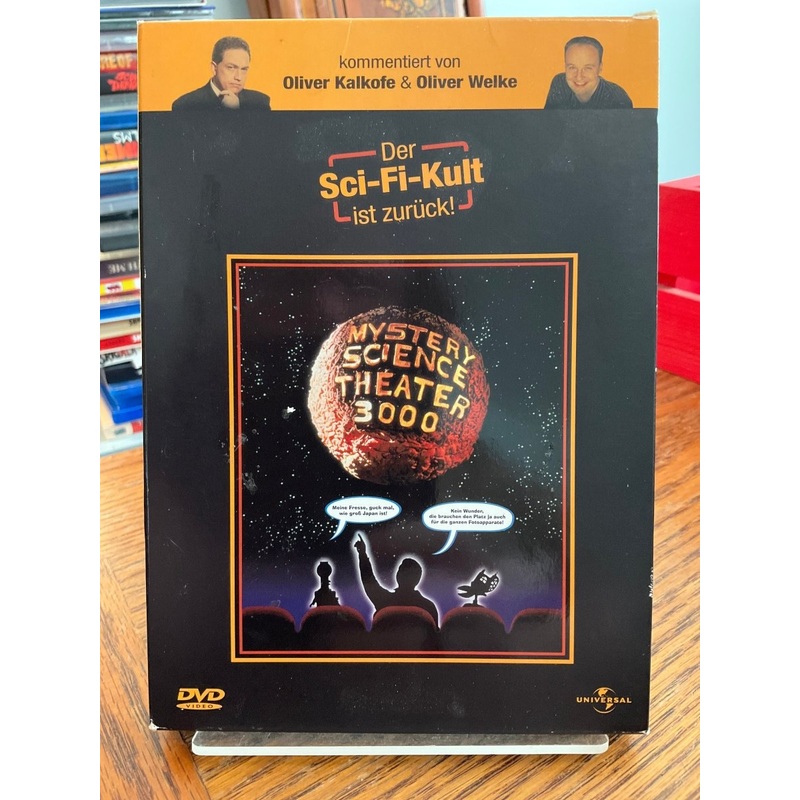 kommentiert von
Oliver Kalkofe & Oliver Welke
Der
Sci-Fi-Kult
ist zurück!
MYSTERY
SCIENCE
THEATER
3000
Meine Fresse, guck mal,
wie groß Japan ist!
Kein Wunder,
die brauchen den Platz ja auch
für die ganzen Fotoapparate!
DVD
VIDEO
UNIVERSAL